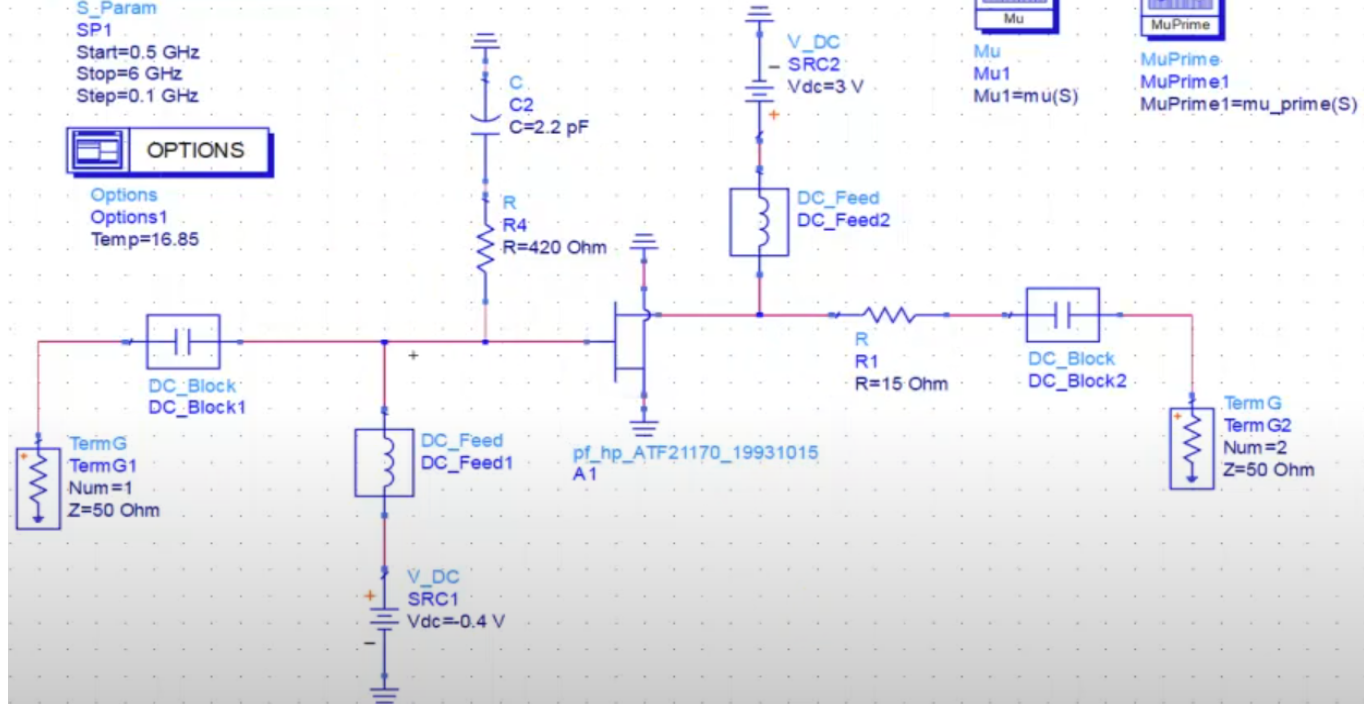 S_Param
SP1
Start=0.5 GHz
Stop=6 GHz
Step=0.1 GHz
OPTIONS
Options
Options1
Temp=16.85
C
C2
C=2.2 pF
R
R4
R=420 Ohm
V_DC
SRC2
Vdc=3 V
Mu
Mu
Mu1
Mu1=mu(S)
MuPrime
MuPrime
MuPrime1
MuPrime1=mu_prime(S)
DC_Feed
DC_Feed2
DC_Block
DC_Block1
R
R1
R=15 Ohm
DC_Block
DC_Block2
TermG
TermG1
Num=1
Z=50 Ohm
DC_Feed
DC_Feed1
pf_hp_ATF21170_19931015
A1
TermG
TermG2
Num=2
Z=50 Ohm
V_DC
SRC1
Vdc=-0.4 V